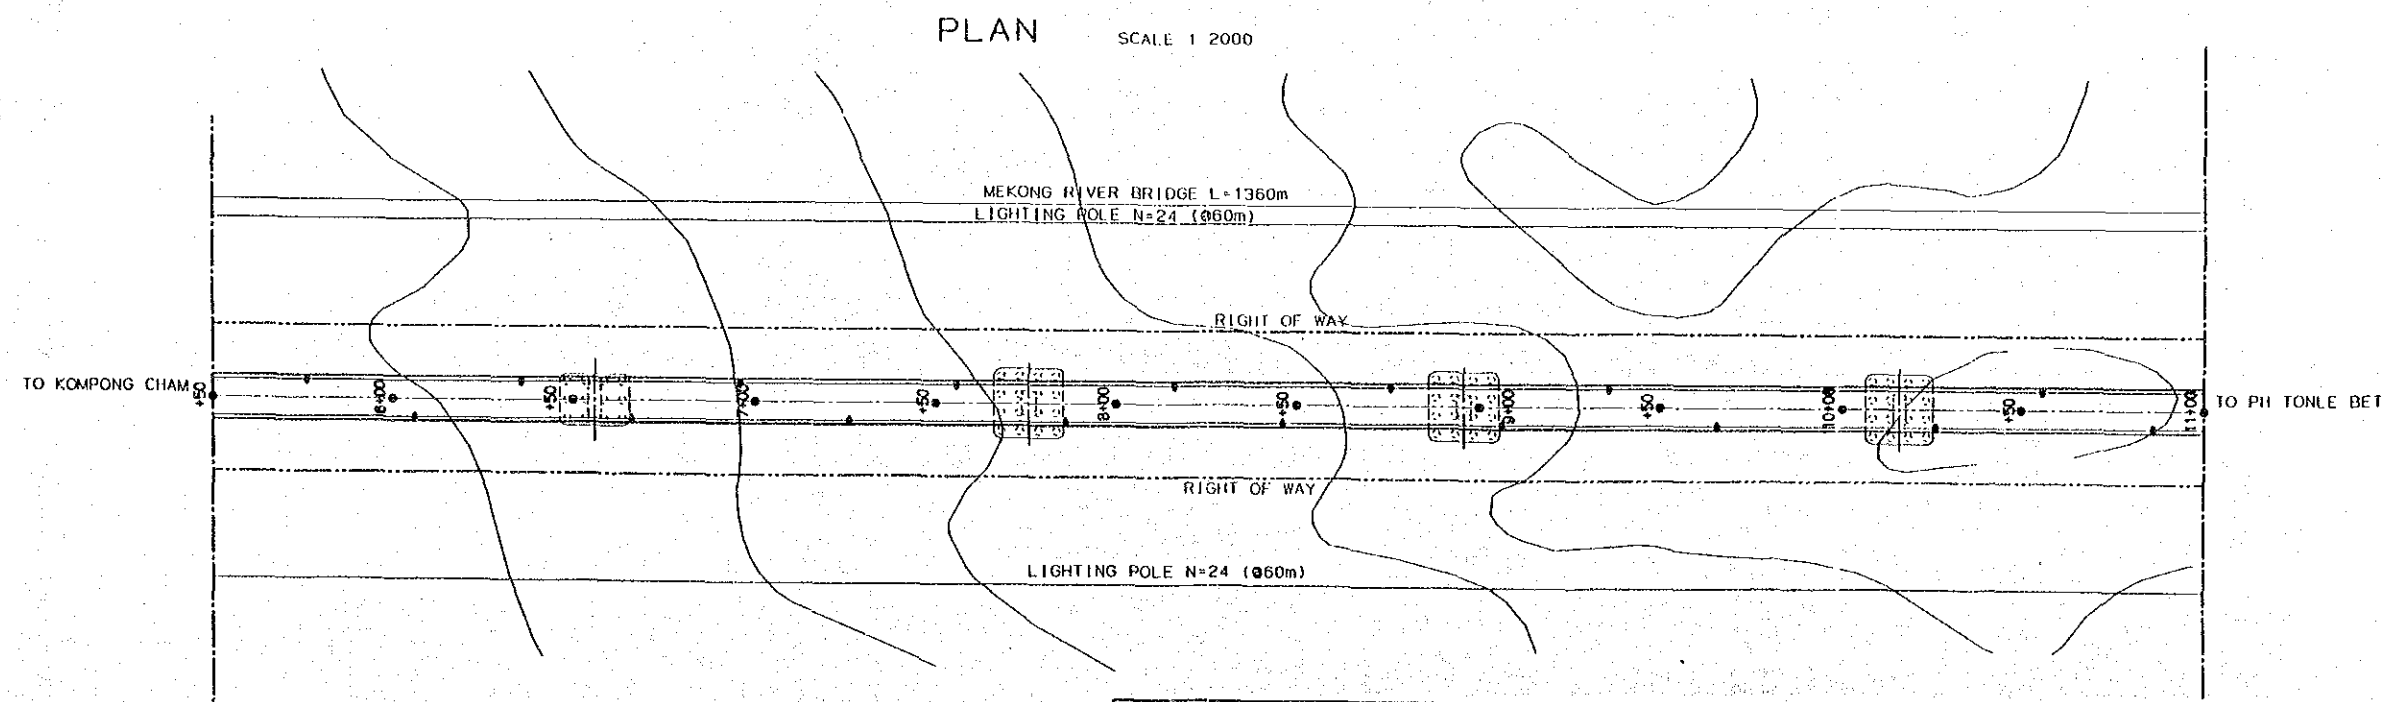 PLAN
SCALE 1 2000
MEKONG RIVER BRIDGE L=1360m
LIGHTING POLE N=24 (@60m)
RIGHT OF WAY
TO KOMPONG CHAM
+50
6+00
+50
7+00
+50
8+00
+50
9+00
+50
10+00
+50
11+00
TO PH TONLE BET
RIGHT OF WAY
LIGHTING POLE N=24 (@60m)